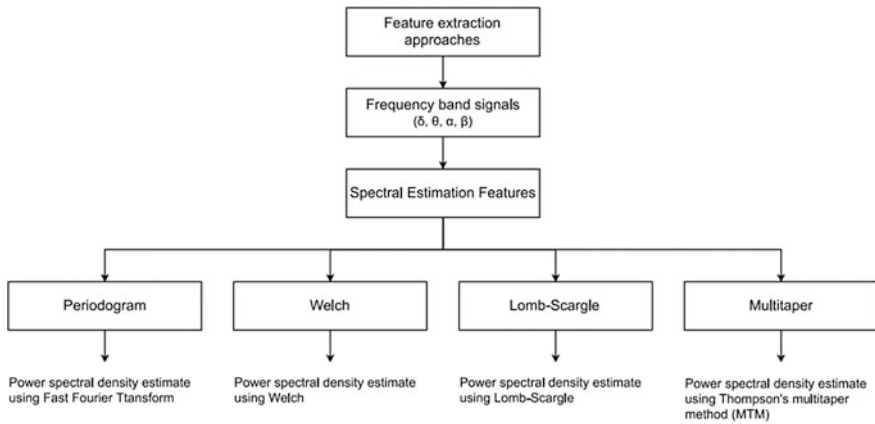 Feature extraction
approaches
Frequency band signals
(δ, θ, α, β)
Spectral Estimation Features
Periodogram
Welch
Lomb-Scargle
Multitaper
Power spectral density estimate
using Fast Fourier Ttansform
Power spectral density estimate
using Welch
Power spectral density estimate
using Lomb-Scargle
Power spectral density estimate
using Thompson's multitaper
method (MTM)